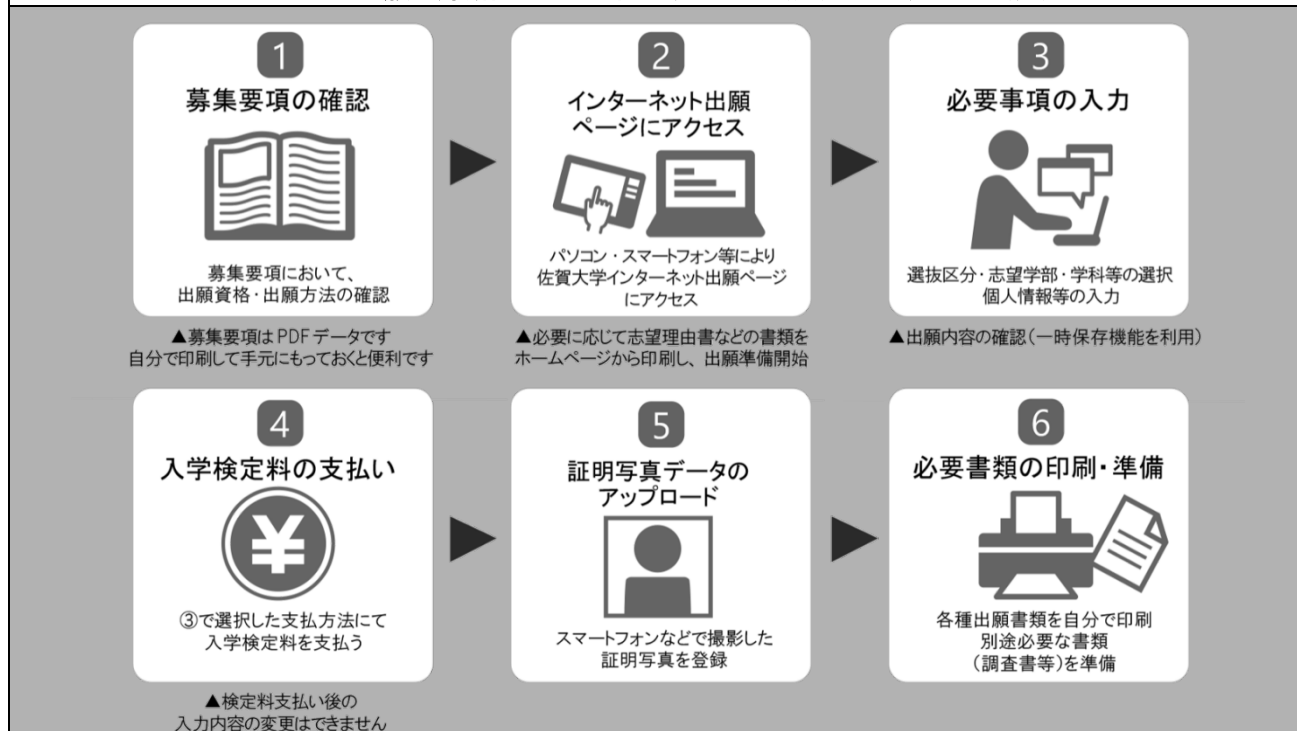 1
募集要項の確認
募集要項において、
出願資格・出願方法の確認
▲募集要項はPDFデータです
自分で印刷して手元にもっておくと便利です
2
インターネット出願
ページにアクセス
パソコン・スマートフォン等により
佐賀大学インターネット出願ページ
にアクセス
▲必要に応じて志望理由書などの書類を
ホームページから印刷し、出願準備開始
3
必要事項の入力
選抜区分・志望学部・学科等の選択
個人情報等の入力
▲出願内容の確認(一時保存機能を利用)
4
入学検定料の支払い
¥
③で選択した支払方法にて
入学検定料を支払う
▲検定料支払い後の
入力内容の変更はできません
5
証明写真データの
アップロード
スマートフォンなどで撮影した
証明写真を登録
6
必要書類の印刷・準備
各種出願書類を自分で印刷
別途必要な書類
(調査書等)を準備